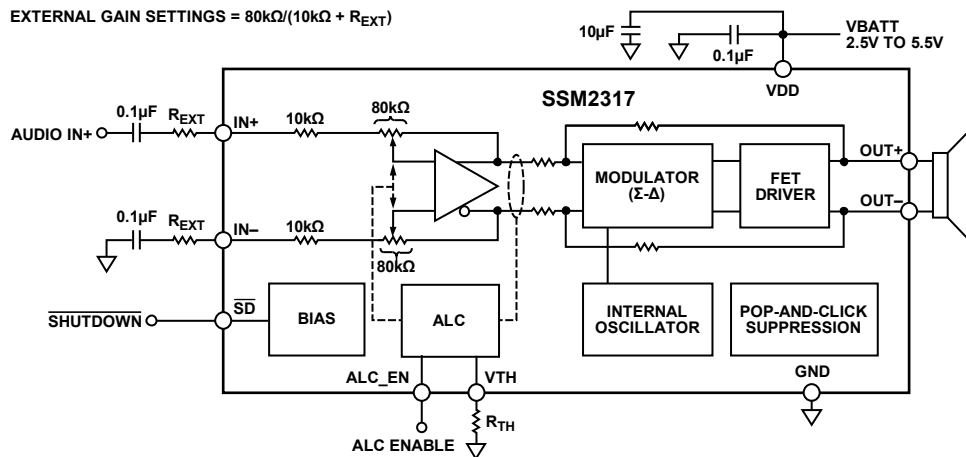 EXTERNAL GAIN SETTINGS = 80kΩ/(10kΩ + REXT)
10µF
0.1µF
VBATT
2.5V TO 5.5V
VDD
SSM2317
AUDIO IN+
0.1µF
REXT
IN+
10kΩ
80kΩ
MODULATOR
(Σ-Δ)
FET
DRIVER
OUT+
OUT–
0.1µF
REXT
IN–
10kΩ
80kΩ
SHUTDOWN
SD
BIAS
ALC
INTERNAL
OSCILLATOR
POP-AND-CLICK
SUPPRESSION
ALC_EN
VTH
GND
RTH
ALC ENABLE